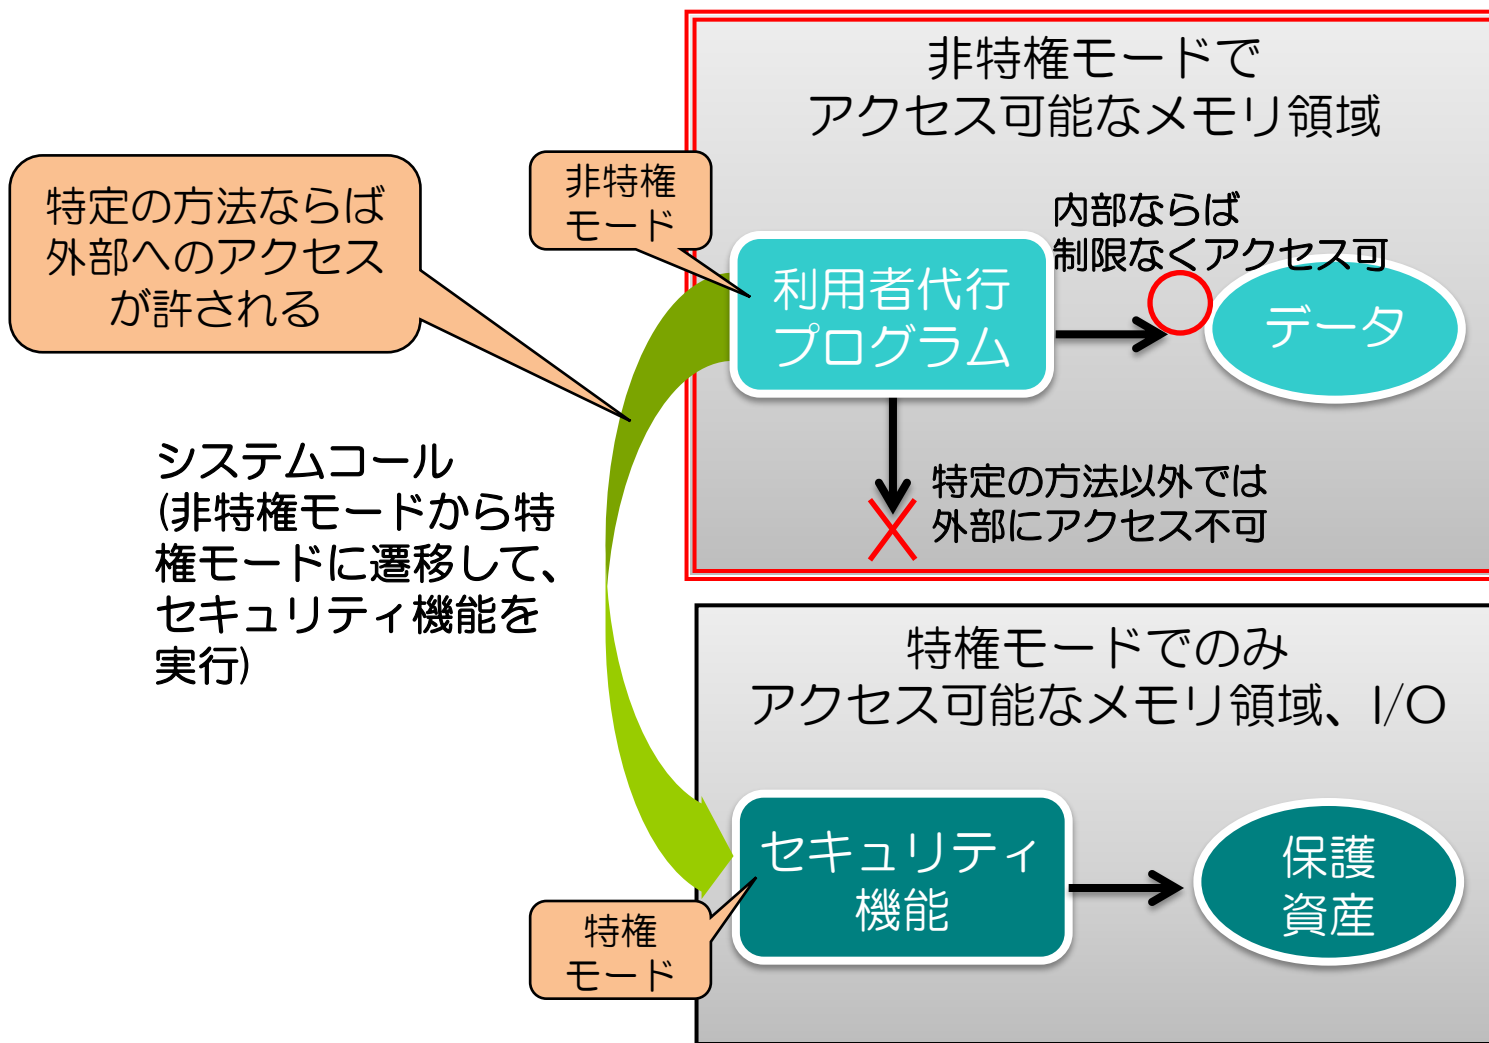 非特権モードで
アクセス可能なメモリ領域
非特権
モード
特定の方法ならば
外部へのアクセス
が許される
内部ならば
制限なくアクセス可
利用者代行
プログラム
データ
特定の方法以外では
外部にアクセス不可
システムコール
(非特権モードから特
権モードに遷移して、
セキュリティ機能を
実行)
特権モードでのみ
アクセス可能なメモリ領域、I/O
セキュリティ
機能
保護
資産
特権
モード